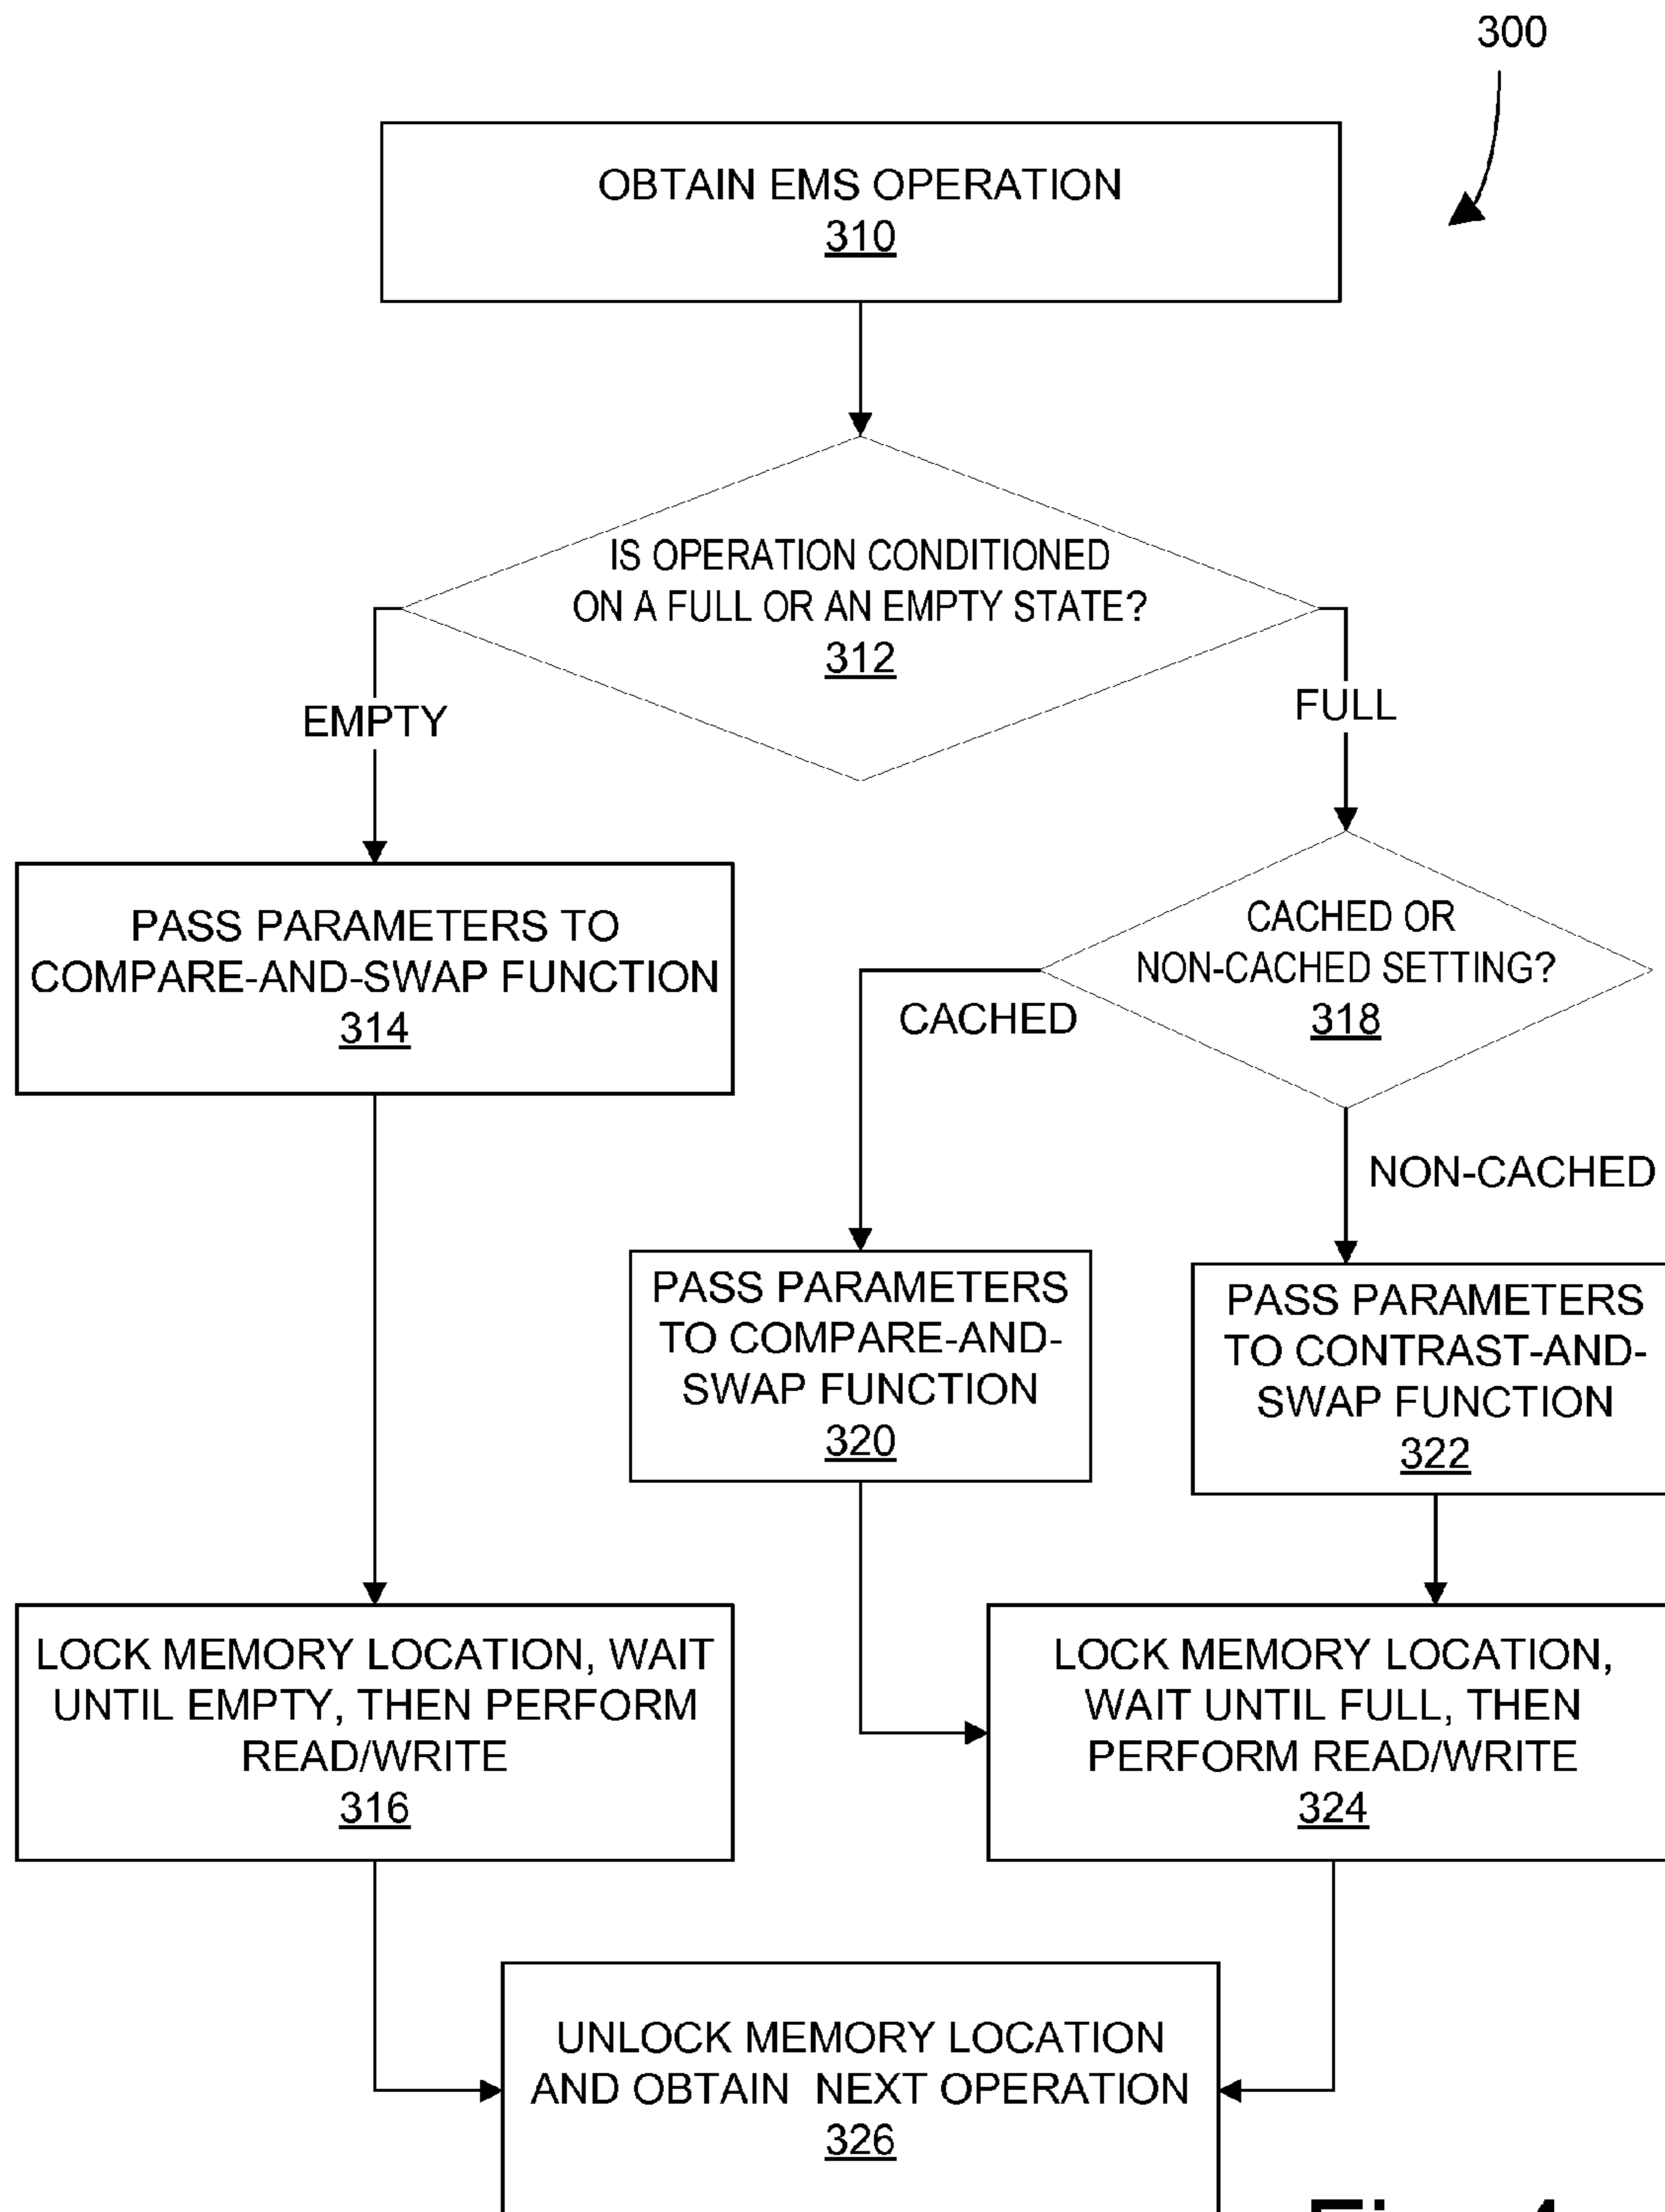 300
OBTAIN EMS OPERATION
310
IS OPERATION CONDITIONED
ON A FULL OR AN EMPTY STATE?
312
EMPTY
FULL
PASS PARAMETERS TO
COMPARE-AND-SWAP FUNCTION
314
CACHED OR
NON-CACHED SETTING?
318
CACHED
NON-CACHED
PASS PARAMETERS
TO COMPARE-AND-
SWAP FUNCTION
320
PASS PARAMETERS
TO CONTRAST-AND-
SWAP FUNCTION
322
LOCK MEMORY LOCATION, WAIT
UNTIL EMPTY, THEN PERFORM
READ/WRITE
316
LOCK MEMORY LOCATION,
WAIT UNTIL FULL, THEN
PERFORM READ/WRITE
324
UNLOCK MEMORY LOCATION
AND OBTAIN NEXT OPERATION
326